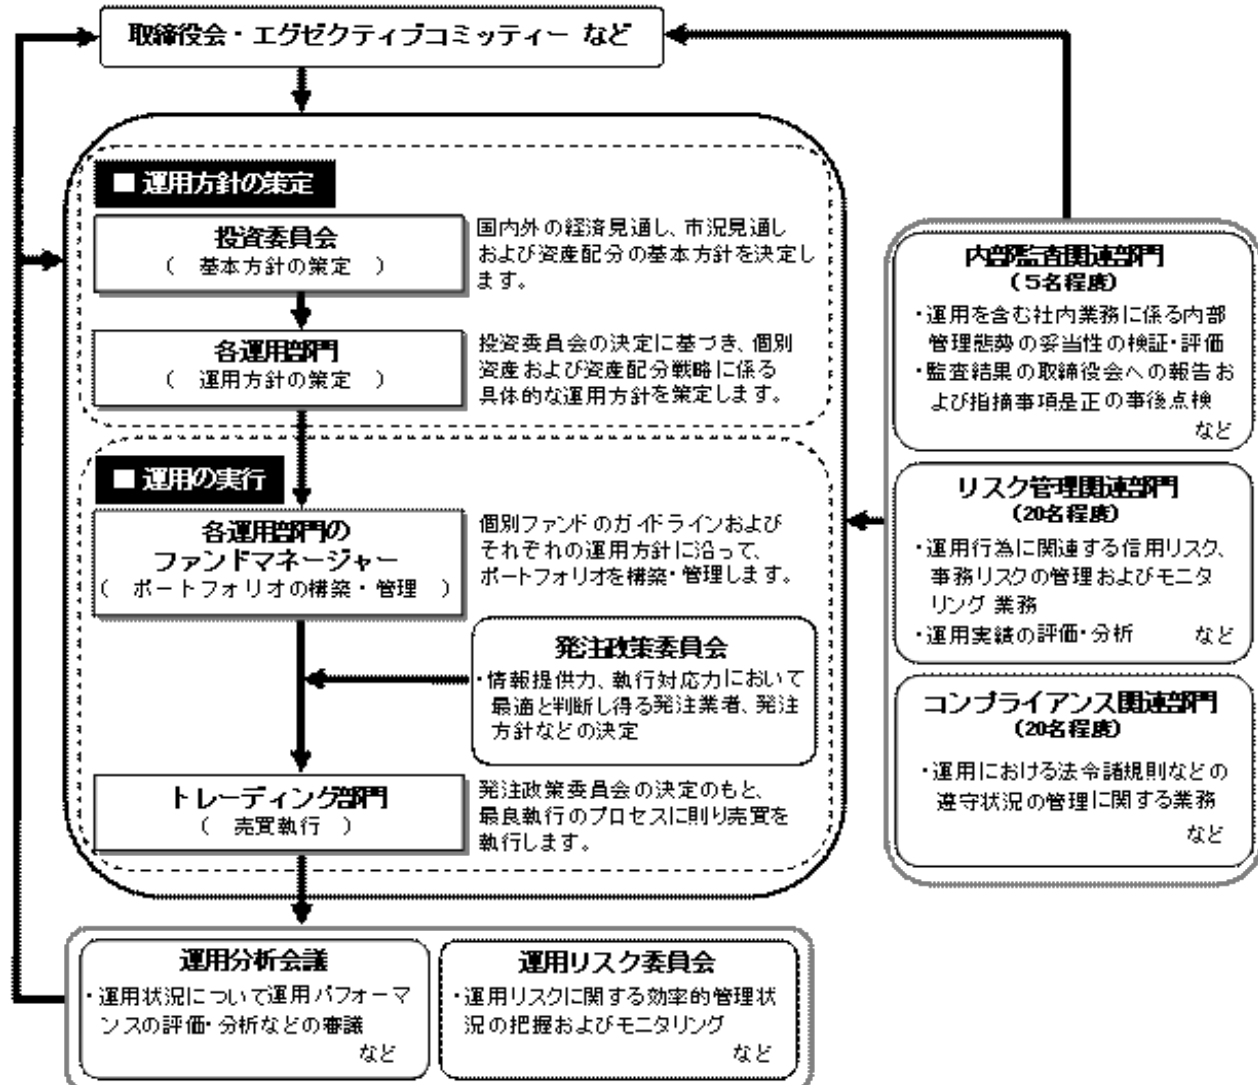 取締役会・エグゼクティブコミッティー など
■ 運用方針の策定
投資委員会
（ 基本方針の策定 ）
国内外の経済見通し、市況見通し
および資産配分の基本方針を決定し
ます。
各運用部門
（ 運用方針の策定 ）
投資委員会の決定に基づき、個別
資産および資産配分戦略に係る
具体的な運用方針を策定します。
■ 運用の実行
各運用部門の
ファンドマネージャー
（ ポートフォリオの構築・管理 ）
個別ファンドのガイドラインおよび
それぞれの運用方針に沿って、
ポートフォリオを構築・管理します。
発注政策委員会
・情報提供力、執行対応力において
最適と判断し得る発注業者、発注
方針などの決定
トレーディング部門
（ 売買執行 ）
発注政策委員会の決定のもと、
最良執行のプロセスに則り売買を
執行します。
運用分析会議
・運用状況について運用パフォーマ
ンスの評価・分析などの審議
など
運用リスク委員会
・運用リスクに関する効率的管理状
況の把握およびモニタリング
など
内部監査関連部門
（５名程度）
・運用を含む社内業務に係る内部
管理態勢の妥当性の検証・評価
・監査結果の取締役会への報告お
よび指摘事項是正の事後点検
など
リスク管理関連部門
（20名程度）
・運用行為に関連する信用リスク、
事務リスクの管理およびモニタ
リング 業務
・運用実績の評価・分析 など
コンプライアンス関連部門
（20名程度）
・運用における法令諸規則などの
遵守状況の管理に関する業務
など